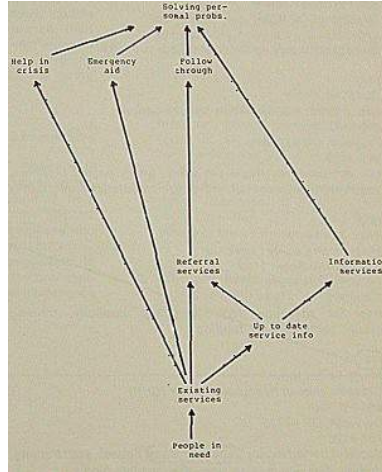 Solving per-
sonal probs.
Help in
crisis
Emergency
aid
Follow
through
Referral
services
Informatio
services
Up to date
service info
Existing
services
People in
need